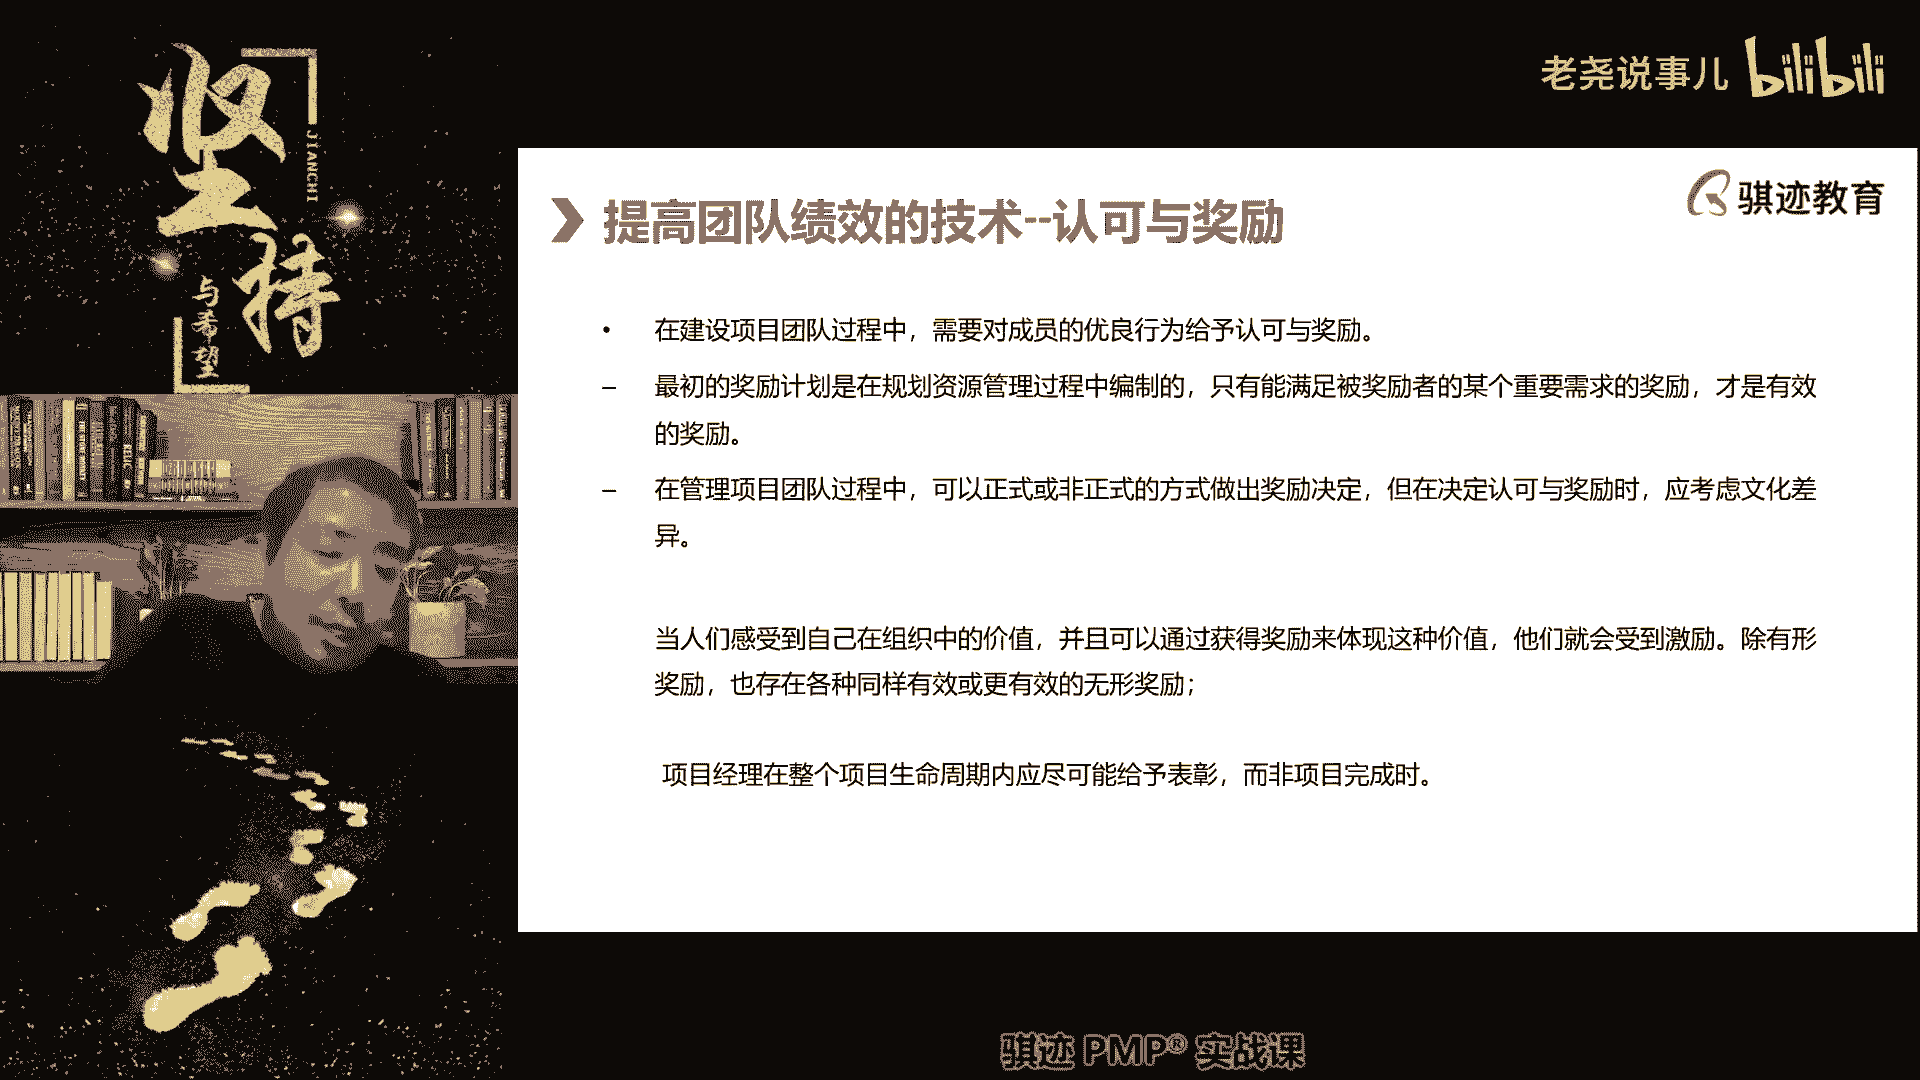 坚持
JIANCHI
与希望
老尧说事儿 bilibili
骐迹教育
提高团队绩效的技术--认可与奖励
• 在建设项目团队过程中，需要对成员的优良行为给予认可与奖励。
– 最初的奖励计划是在规划资源管理过程中编制的，只有能满足被奖励者的某个重要需求的奖励，才是有效
的奖励。
– 在管理项目团队过程中，可以正式或非正式的方式做出奖励决定，但在决定认可与奖励时，应考虑文化差
异。
当人们感受到自己在组织中的价值，并且可以通过获得奖励来体现这种价值，他们就会受到激励。除有形
奖励，也存在各种同样有效或更有效的无形奖励；
项目经理在整个项目生命周期内应尽可能给予表彰，而非项目完成时。
骐迹 PMP® 实战课